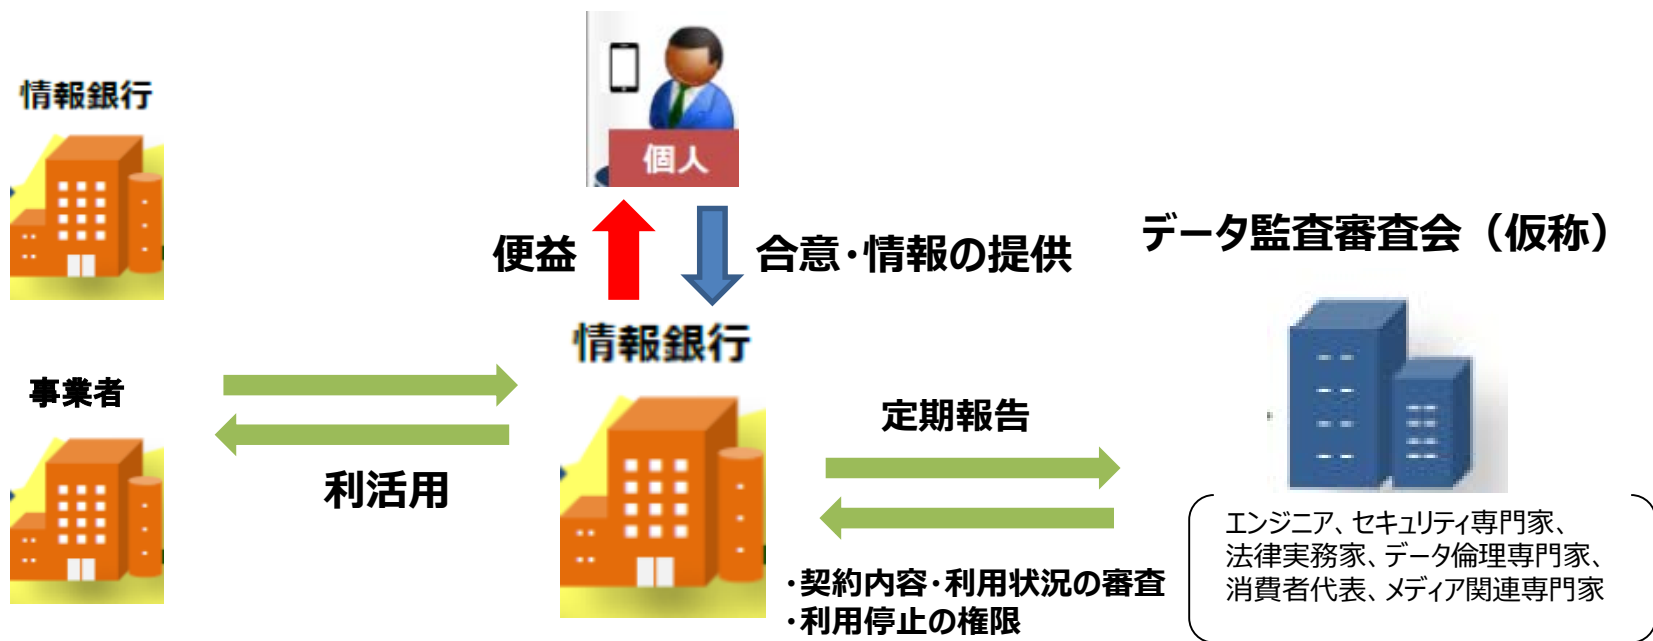 情報銀行
個人
便益
合意・情報の提供
データ監査審査会（仮称）
情報銀行
事業者
利活用
定期報告
・契約内容・利用状況の審査
・利用停止の権限
エンジニア、セキュリティ専門家、
法律実務家、データ倫理専門家、
消費者代表、メディア関連専門家